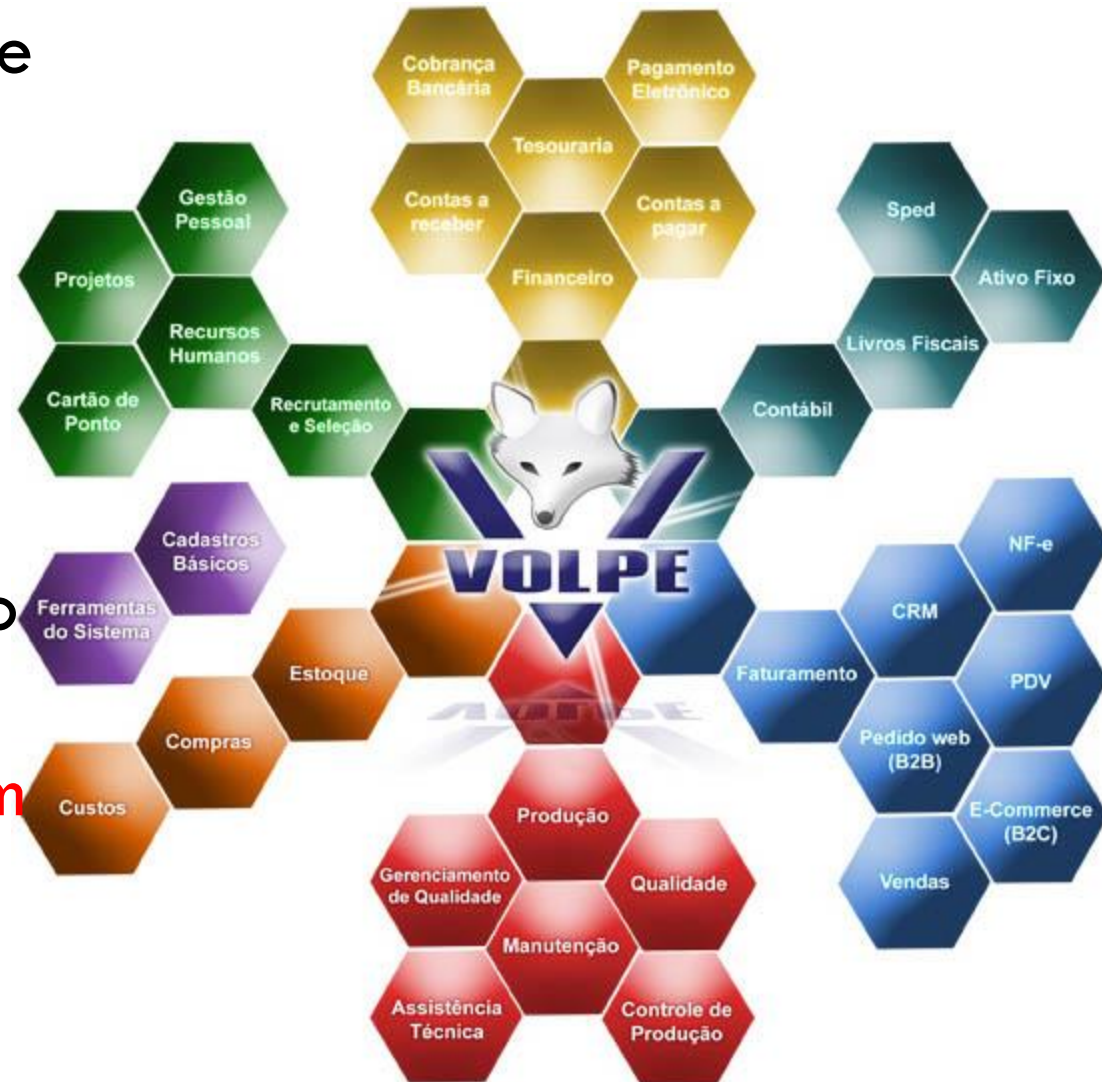 e
Cobrança
Bancária
Pagamento
Eletrônico
Tesouraria
Contas a
receber
Contas a
pagar
Financeiro
Gestão
Pessoal
Projetos
Recursos
Humanos
Cartão de
Ponto
Recrutamento
e Seleção
Sped
Ativo Fixo
Livros Fiscais
Contábil
VOLPE
Cadastros
Básicos
Ferramentas
do Sistema
o
Estoque
Compras
Custos
m
NF-e
CRM
PDV
Faturamento
Pedido web
(B2B)
E-Commerce
(B2C)
Vendas
Produção
Gerenciamento
de Qualidade
Qualidade
Manutenção
Assistência
Técnica
Controle de
Produção